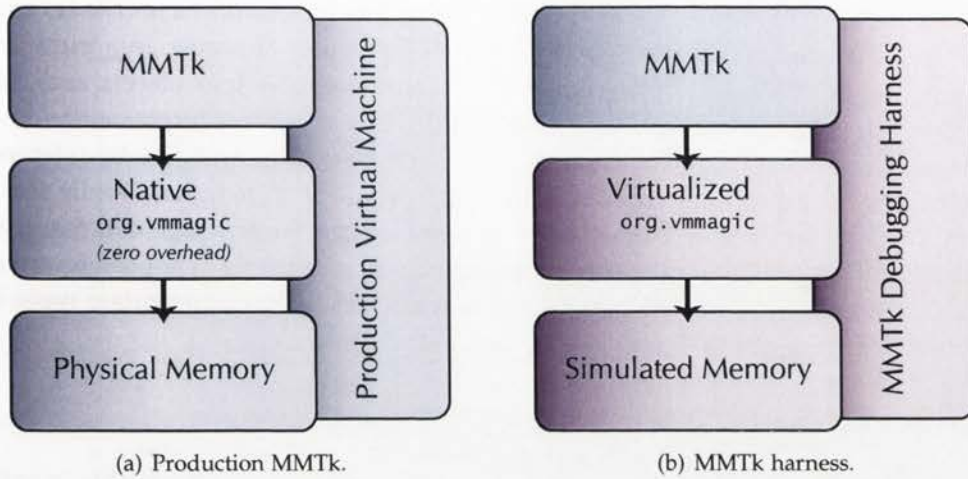 MMTk
Native
org.vmmagic
(zero overhead)
Physical Memory
Production Virtual Machine
(a) Production MMTk.
MMTk
Virtualized
org.vmmagic
Simulated Memory
MMTk Debugging Harness
(b) MMTk harness.